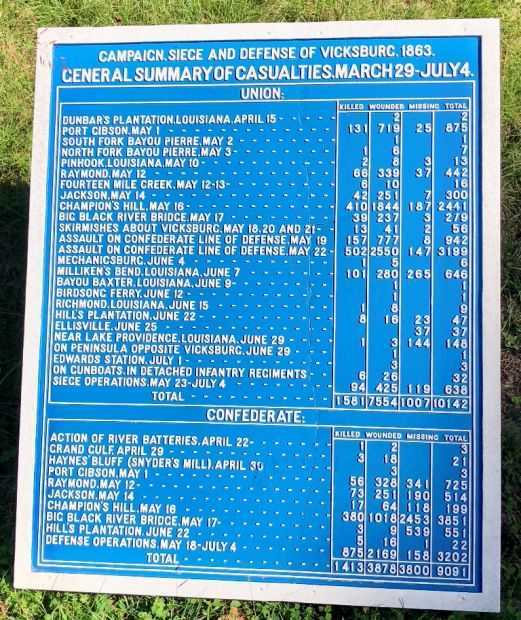 CAMPAIGN, SIEGE AND DEFENSE OF VICKSBURG, 1863.
GENERAL SUMMARY OF CASUALTIES, MARCH 29-JULY 4.
UNION:
KILLED WOUNDED MISSING TOTAL
DUNBAR'S PLANTATION, LOUISIANA, APRIL 15 2 2
PORT GIBSON, MAY 1 131 719 25 875
SOUTH FORK BAYOU PIERRE, MAY 2 1 1
NORTH FORK BAYOU PIERRE, MAY 3 1 6 7
PINHOOK, LOUISIANA, MAY 10 2 8 3 13
RAYMOND, MAY 12 66 339 37 442
FOURTEEN MILE CREEK, MAY 12-13 6 10 16
JACKSON, MAY 14 42 251 7 300
CHAMPION'S HILL, MAY 16 410 1844 187 2441
BIG BLACK RIVER BRIDGE, MAY 17 39 237 3 279
SKIRMISHES ABOUT VICKSBURG, MAY 18, 20 AND 21 13 41 2 56
ASSAULT ON CONFEDERATE LINE OF DEFENSE, MAY 19 157 777 8 942
ASSAULT ON CONFEDERATE LINE OF DEFENSE, MAY 22 502 2550 147 3199
MECHANICSBURG, JUNE 4 1 5 6
MILLIKEN'S BEND, LOUISIANA, JUNE 7 101 280 265 646
BAYOU BAXTER, LOUISIANA, JUNE 9 1 1
BIRDSONG FERRY, JUNE 12 1 1
RICHMOND, LOUISIANA, JUNE 15 1 8 9
HILL'S PLANTATION, JUNE 22 8 16 23 47
ELLISVILLE, JUNE 25 37 37
NEAR LAKE PROVIDENCE, LOUISIANA, JUNE 29 1 3 144 148
ON PENINSULA OPPOSITE VICKSBURG, JUNE 29 1 1
EDWARDS STATION, JULY 1 3 3
ON GUNBOATS, IN DETACHED INFANTRY REGIMENTS 6 26 32
SIEGE OPERATIONS, MAY 23-JULY 4 94 425 119 638
TOTAL 1581 7554 1007 10142
CONFEDERATE:
KILLED WOUNDED MISSING TOTAL
ACTION OF RIVER BATTERIES, APRIL 22 1 2 3
GRAND GULF, APRIL 29 3 18 21
HAYNES' BLUFF (SNYDER'S MILL), APRIL 30 3 3
PORT GIBSON, MAY 1 56 328 341 725
RAYMOND, MAY 12 73 251 190 514
JACKSON, MAY 14 17 64 118 199
CHAMPION'S HILL, MAY 16 380 1018 2453 3851
BIG BLACK RIVER BRIDGE, MAY 17 3 9 539 551
HILL'S PLANTATION, JUNE 22 5 16 1 22
DEFENSE OPERATIONS, MAY 18-JULY 4 875 2169 158 3202
TOTAL 1413 3878 3800 9091